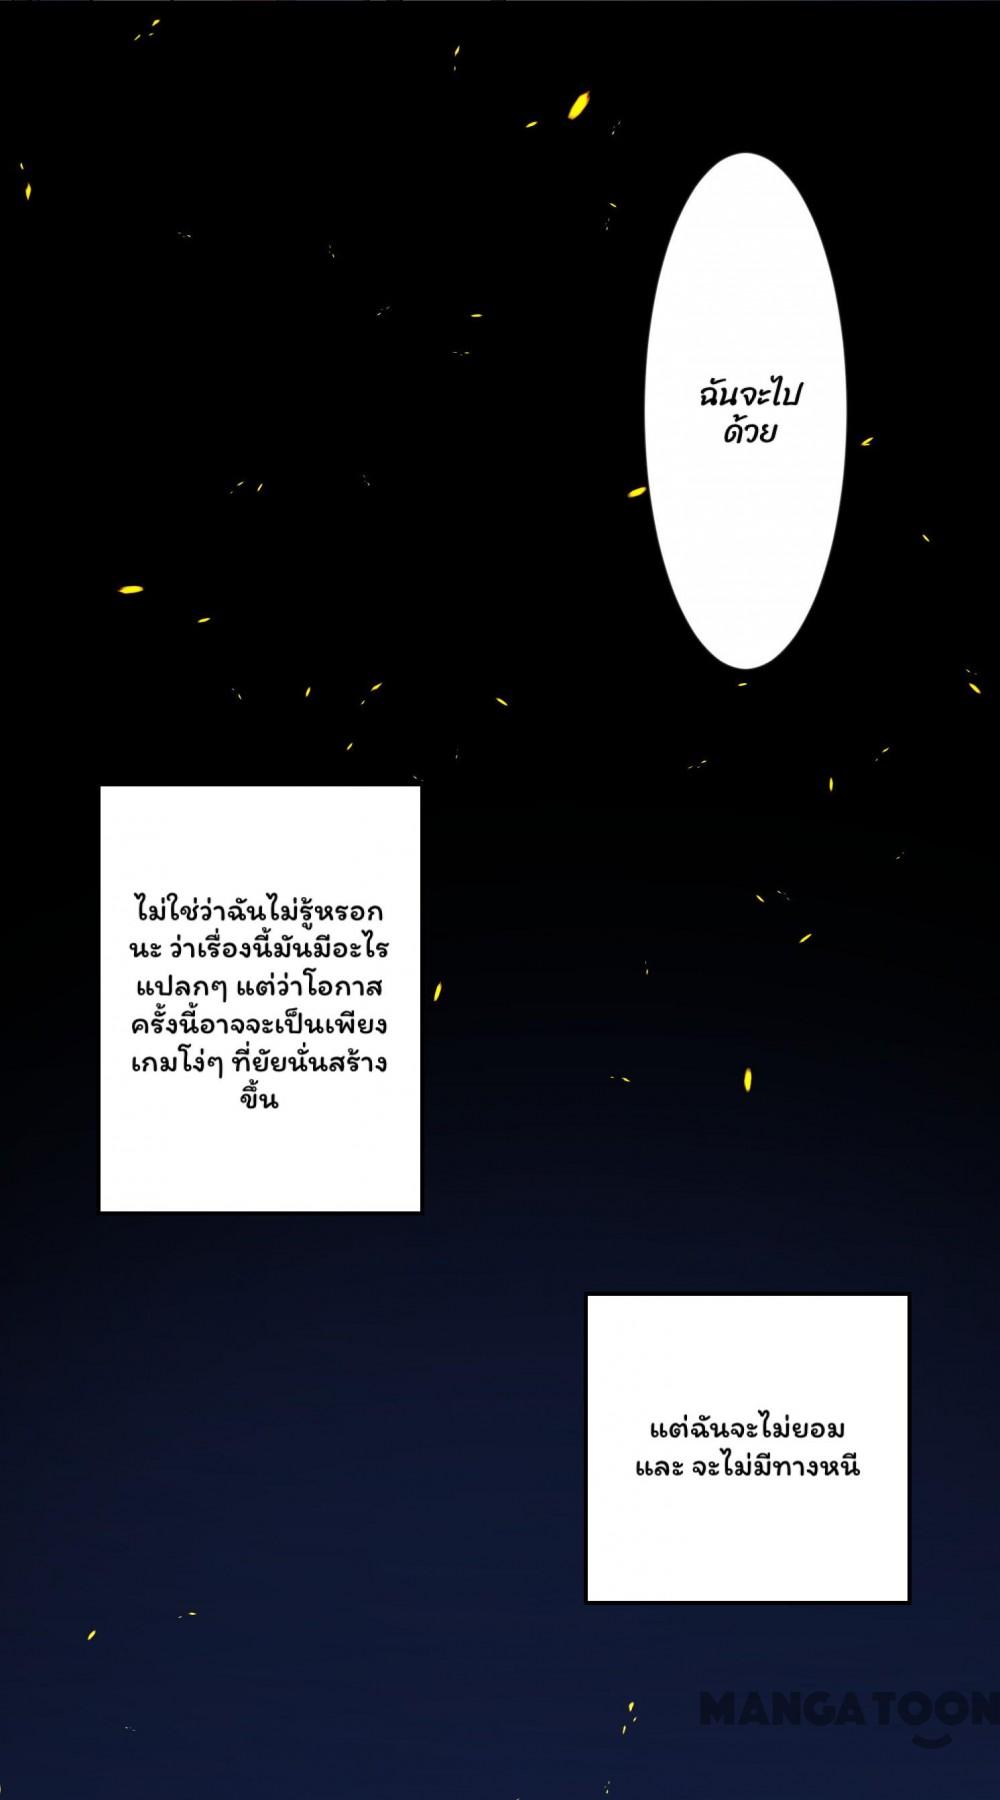 ฉันจะไป
ด้วย
ไม่ใช่ว่าฉันไม่รู้หรอก
นะ ว่าเรื่องนี้มันมีอะไร
แปลกๆ แต่ว่าโอกาส
ครั้งนี้อาจจะเป็นเพียง
เกมโง่ๆ ที่ยัยนั่นสร้าง
ขึ้น
แต่ฉันจะไม่ยอม
และ จะไม่มีทางหนี
MANGATOON